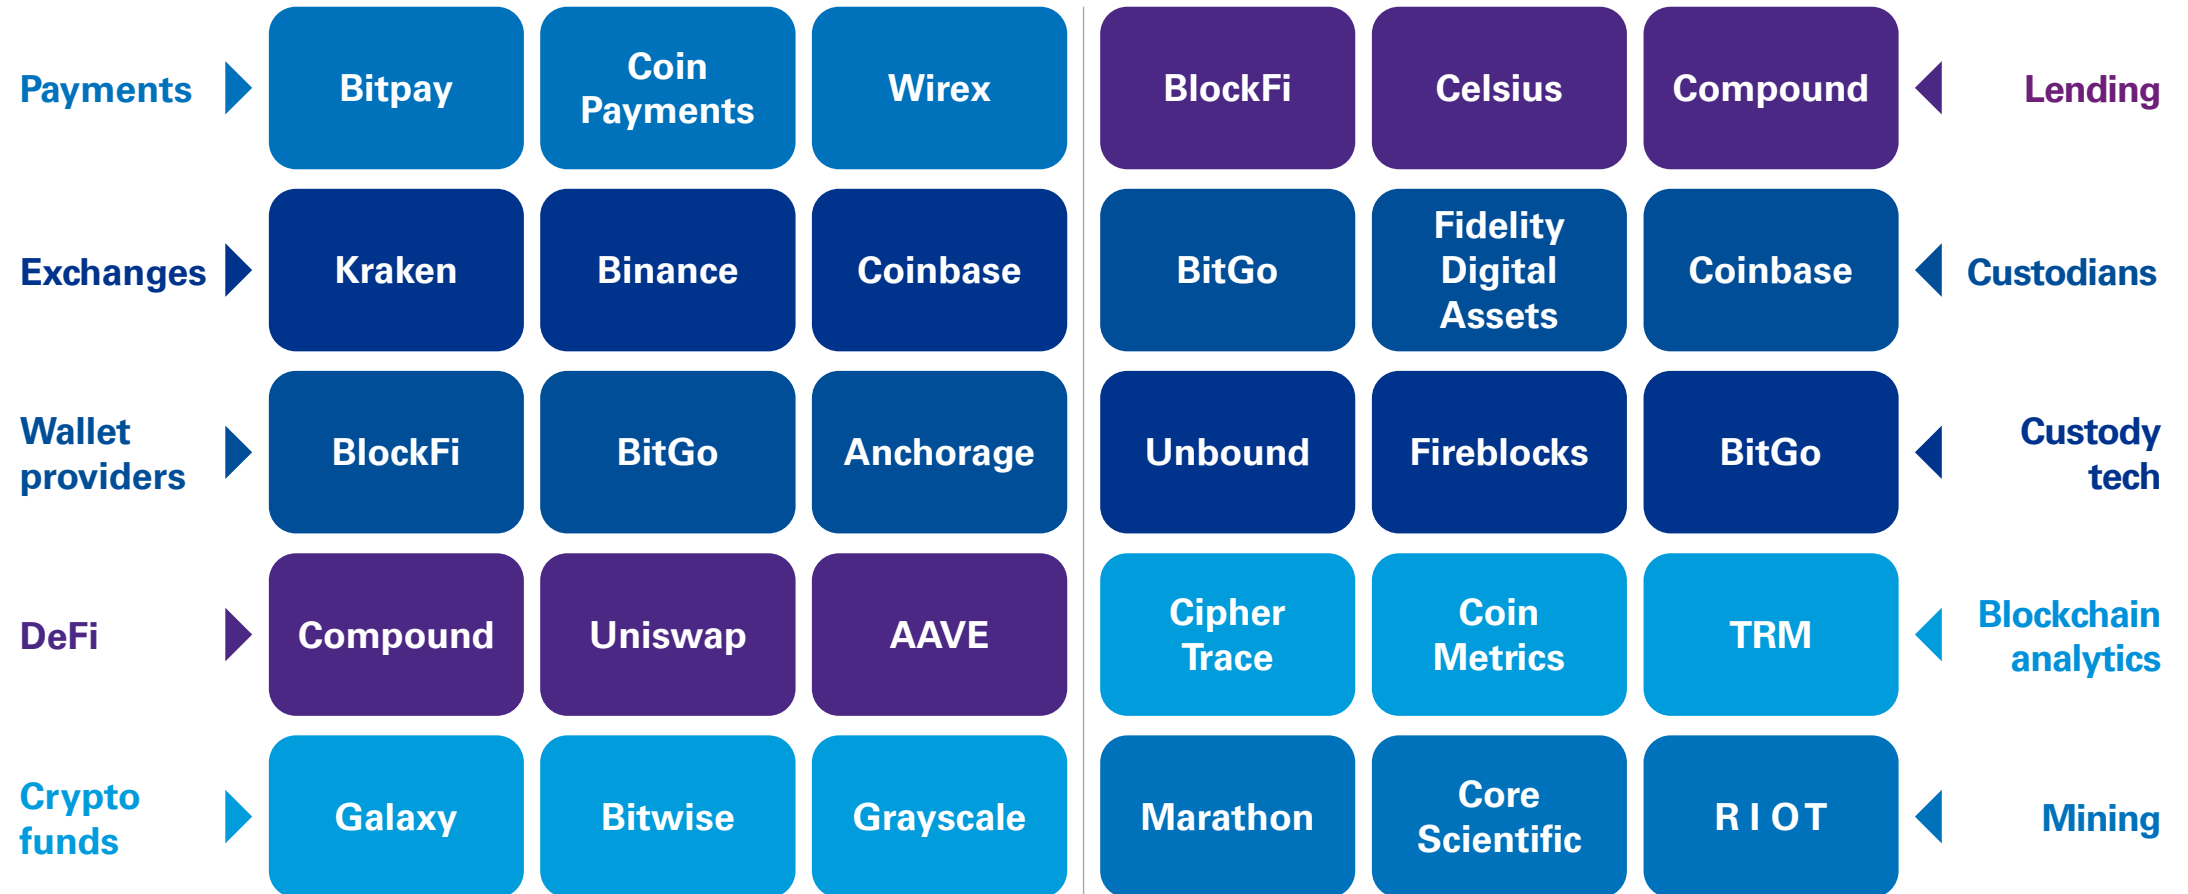 Payments
Bitpay
Coin
Payments
Wirex
BlockFi
Celsius
Compound
Lending
Exchanges
Kraken
Binance
Coinbase
BitGo
Fidelity
Digital
Assets
Coinbase
Custodians
Wallet
providers
BlockFi
BitGo
Anchorage
Unbound
Fireblocks
BitGo
Custody
tech
DeFi
Compound
Uniswap
AAVE
Cipher
Trace
Coin
Metrics
TRM
Blockchain
analytics
Crypto
funds
Galaxy
Bitwise
Grayscale
Marathon
Core
Scientific
RIOT
Mining